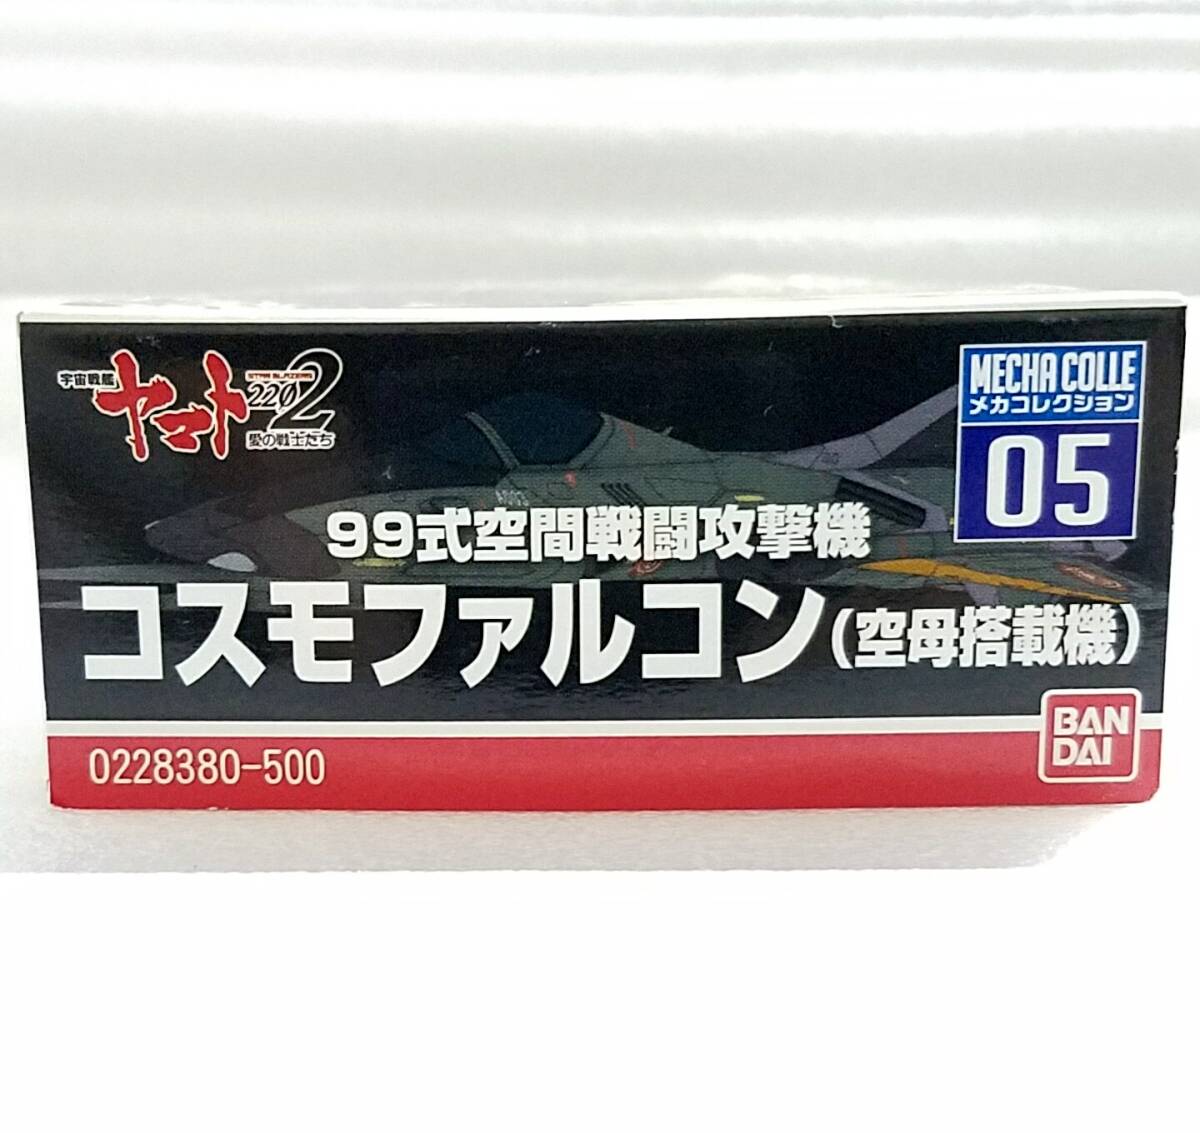 宇宙戦艦
ヤマト
STAR BLAZERS
2202
愛の戦士たち
MECHA COLLE
メカコレクション
05
99式空間戦闘攻撃機
コスモファルコン(空母搭載機)
BAN
DAI
0228380-500